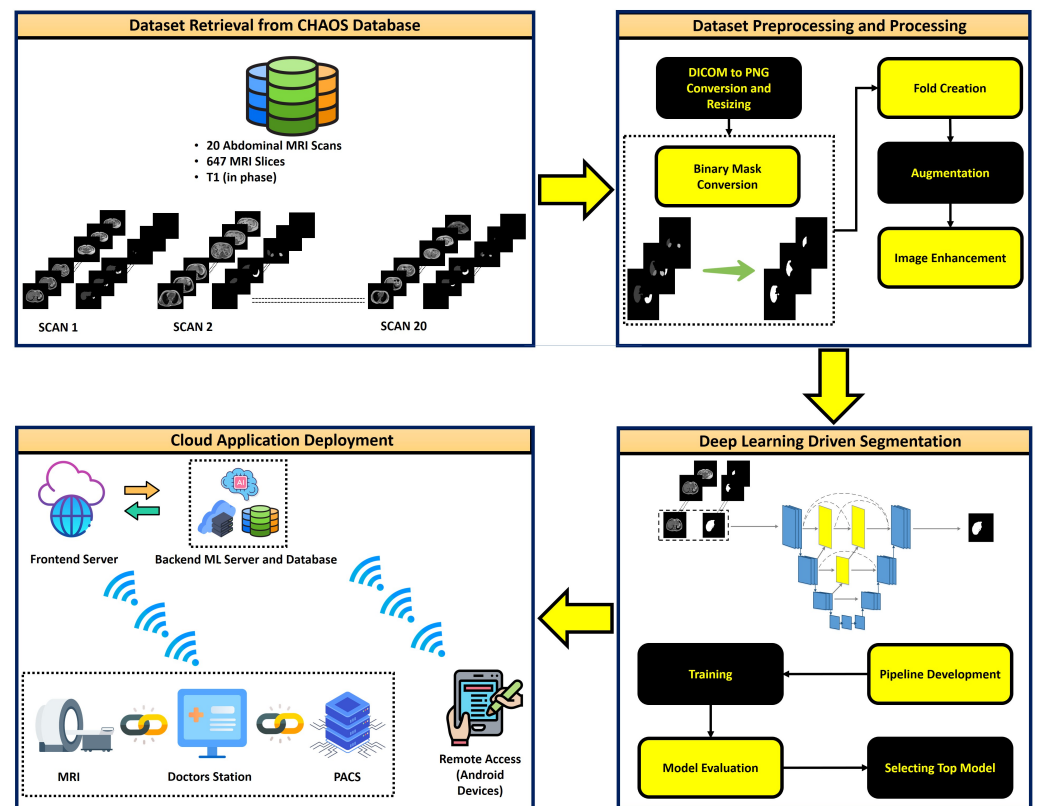 Dataset Retrieval from CHAOS Database
• 20 Abdominal MRI Scans
• 647 MRI Slices
• T1 (in phase)
SCAN 1
SCAN 2
SCAN 20
Dataset Preprocessing and Processing
DICOM to PNG
Conversion and
Resizing
Binary Mask
Conversion
Fold Creation
Augmentation
Image Enhancement
Cloud Application Deployment
AI
Frontend Server
Backend ML Server and Database
MRI
Doctors Station
PACS
Remote Access
(Android
Devices)
Deep Learning Driven Segmentation
Training
Pipeline Development
Model Evaluation
Selecting Top Model